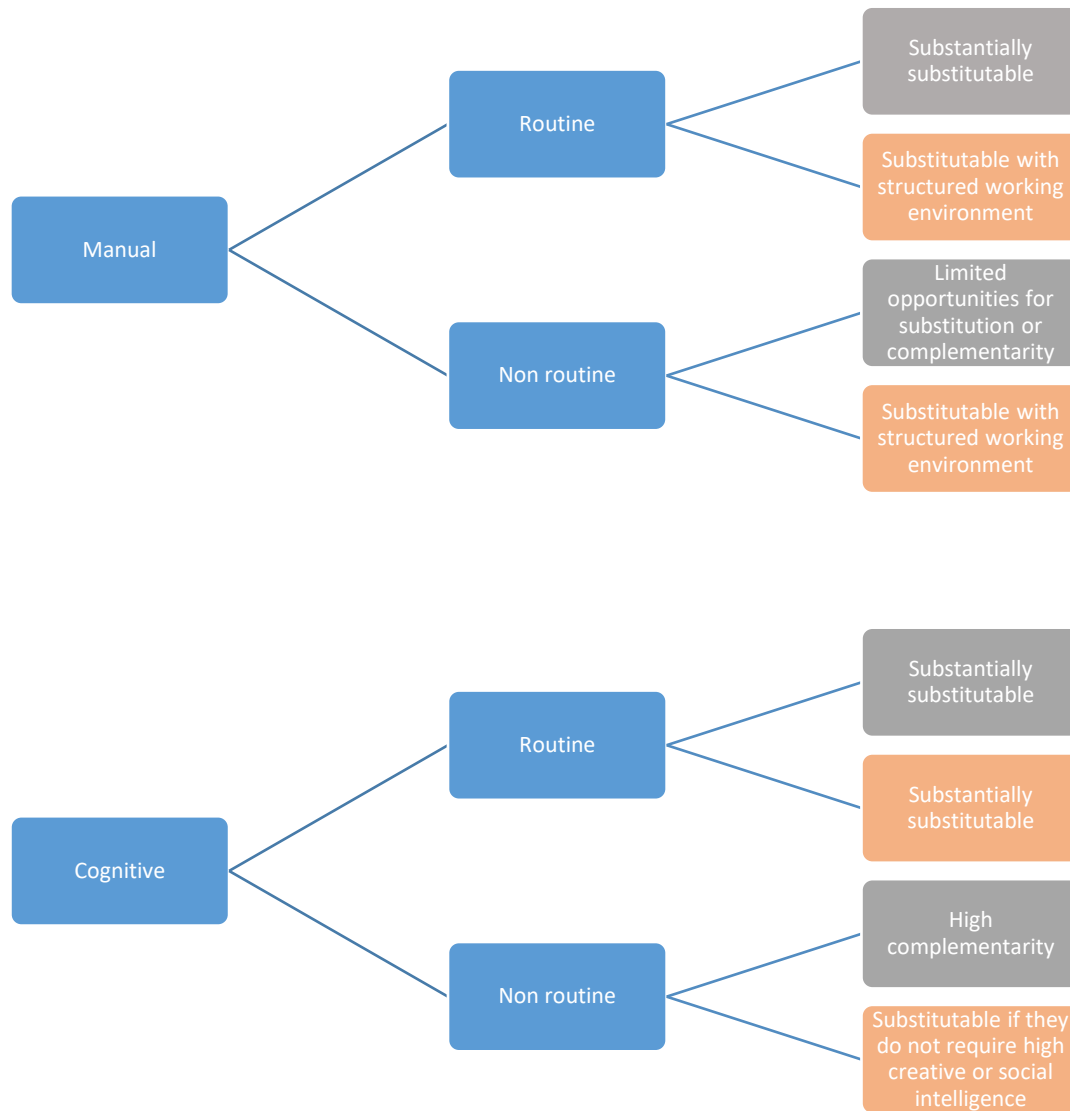 Substantially
substitutable
Routine
Substitutable with
structured working
environment
Manual
Limited
opportunities for
substitution or
complementarity
Non routine
Substitutable with
structured working
environment
Substantially
substitutable
Routine
Substantially
substitutable
Cognitive
High
complementarity
Non routine
Substitutable if they
do not require high
creative or social
intelligence